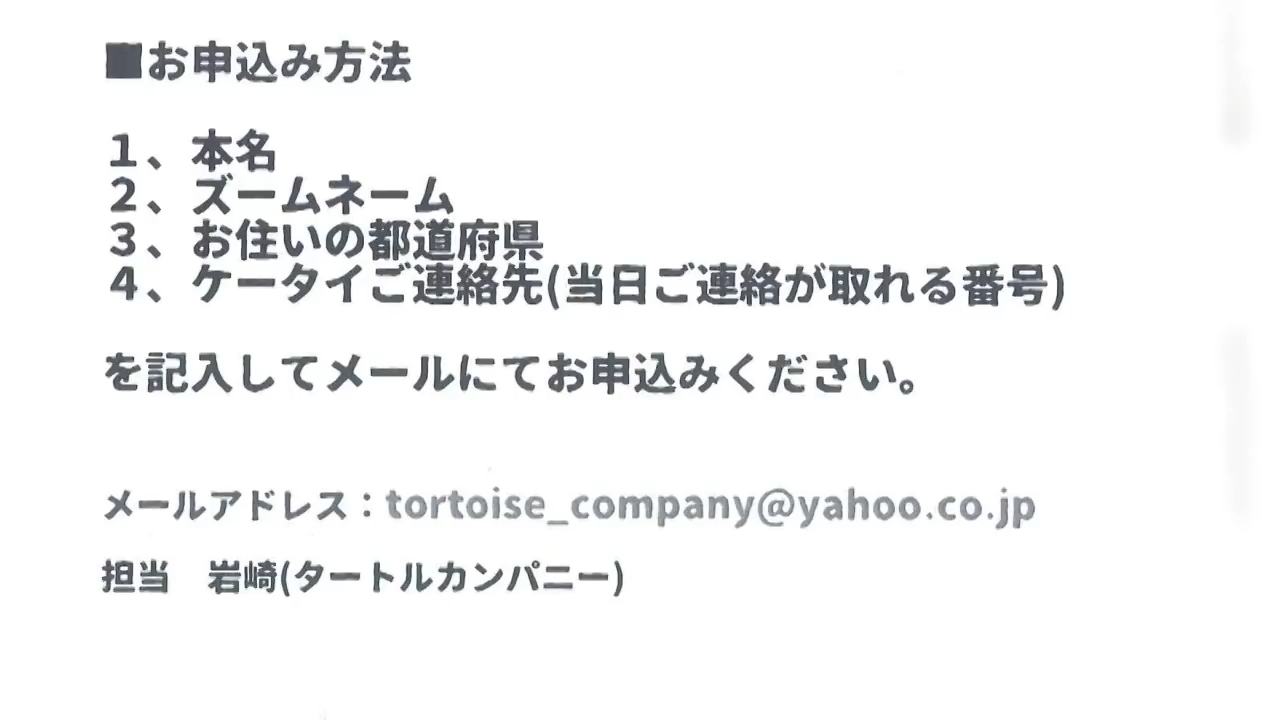 ■お申込み方法
１、本名
２、ズームネーム
３、お住いの都道府県
４、ケータイご連絡先(当日ご連絡が取れる番号)
を記入してメールにてお申込みください。
メールアドレス：tortoise_company@yahoo.co.jp
担当　岩崎(タートルカンパニー)